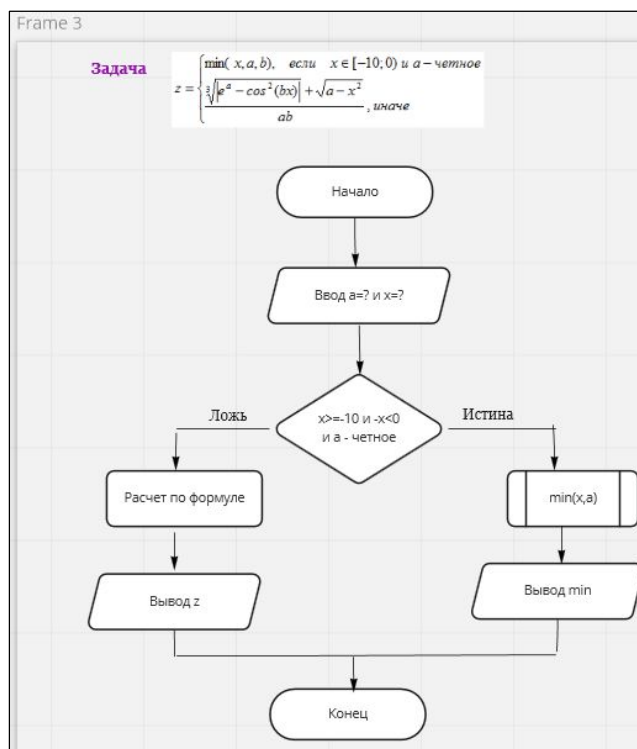 Frame 3
Задача
z = { min( x,a,b), если x∈[-10;0) и a – четное
∛|e^a – cos²(bx)| + √a – x²
ab
, иначе
Начало
Ввод a=? и x=?
x>=-10 и -x<0
и a - четное
Ложь
Истина
Расчет по формуле
min(x,a)
Вывод z
Вывод min
Конец